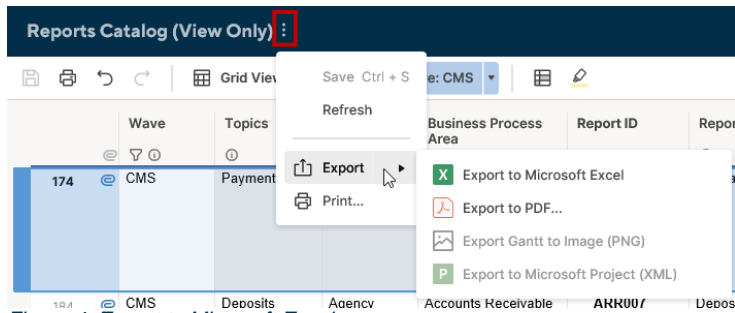 Reports Catalog (View Only)
Grid View
Save Ctrl + S
e: CMS
Refresh
Wave
Topics
Business Process
Area
Report ID
Repor
Export
Print...
Export to Microsoft Excel
Export to PDF...
Export Gantt to Image (PNG)
Export to Microsoft Project (XML)
174
CMS
Payment
184
CMS
Deposits
Agency
Accounts Receivable
ARR007
Depos